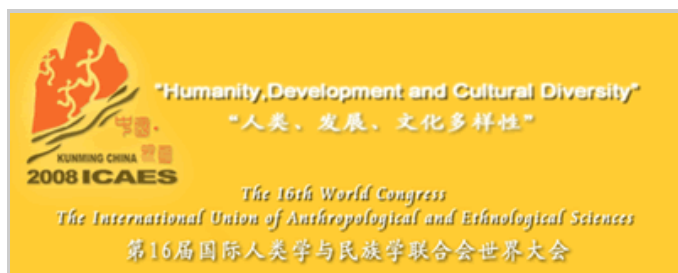 "Humanity,Development and Cultural Diversity"
“人类、发展、文化多样性”
中国·
昆明
KUNMING CHINA
2008 ICAES
The 16th World Congress
The International Union of Anthropological and Ethnological Sciences
第16届国际人类学与民族学联合会世界大会